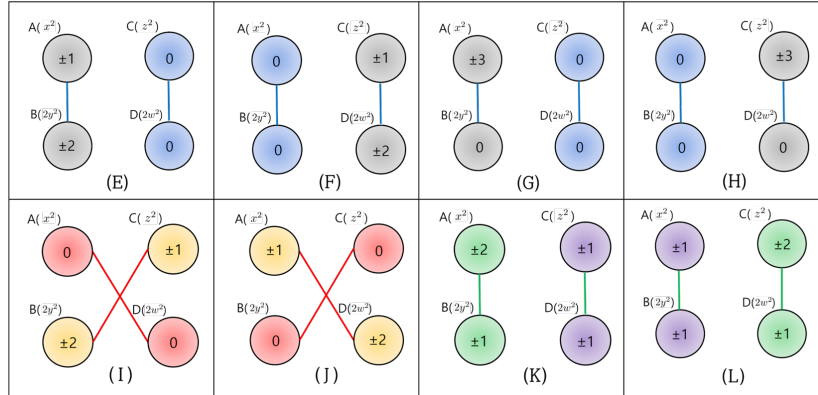 A(x²) C(z²)
±1 0
B(2y²) D(2w²)
±2 0
(E)
A(x²) C(z²)
0 ±1
B(2y²) D(2w²)
0 ±2
(F)
A(x²) C(z²)
±3 0
B(2y²) D(2w²)
0 0
(G)
A(x²) C(z²)
0 ±3
B(2y²) D(2w²)
0 0
(H)
A(x²) C(z²)
0 ±1
B(2y²) D(2w²)
±2 0
(I)
A(x²) C(z²)
±1 0
B(2y²) D(2w²)
0 ±2
(J)
A(x²) C(z²)
±2 ±1
B(2y²) D(2w²)
±1 ±1
(K)
A(x²) C(z²)
±1 ±2
B(2y²) D(2w²)
±1 ±1
(L)